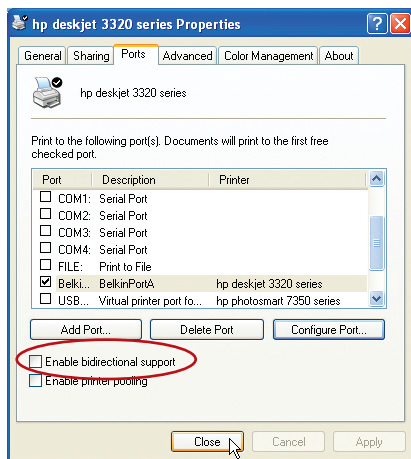 hp deskjet 3320 series Properties
General Sharing Ports Advanced Color Management About
hp deskjet 3320 series
Print to the following port(s). Documents will print to the first free
checked port.
Port Description Printer
COM1: Serial Port
COM2: Serial Port
COM3: Serial Port
COM4: Serial Port
FILE: Print to File
Belki... BelkinPortA hp deskjet 3320 series
USB... Virtual printer port fo... hp photosmart 7350 series
Add Port... Delete Port Configure Port...
Enable bidirectional support
Enable printer pooling
Close Cancel Apply